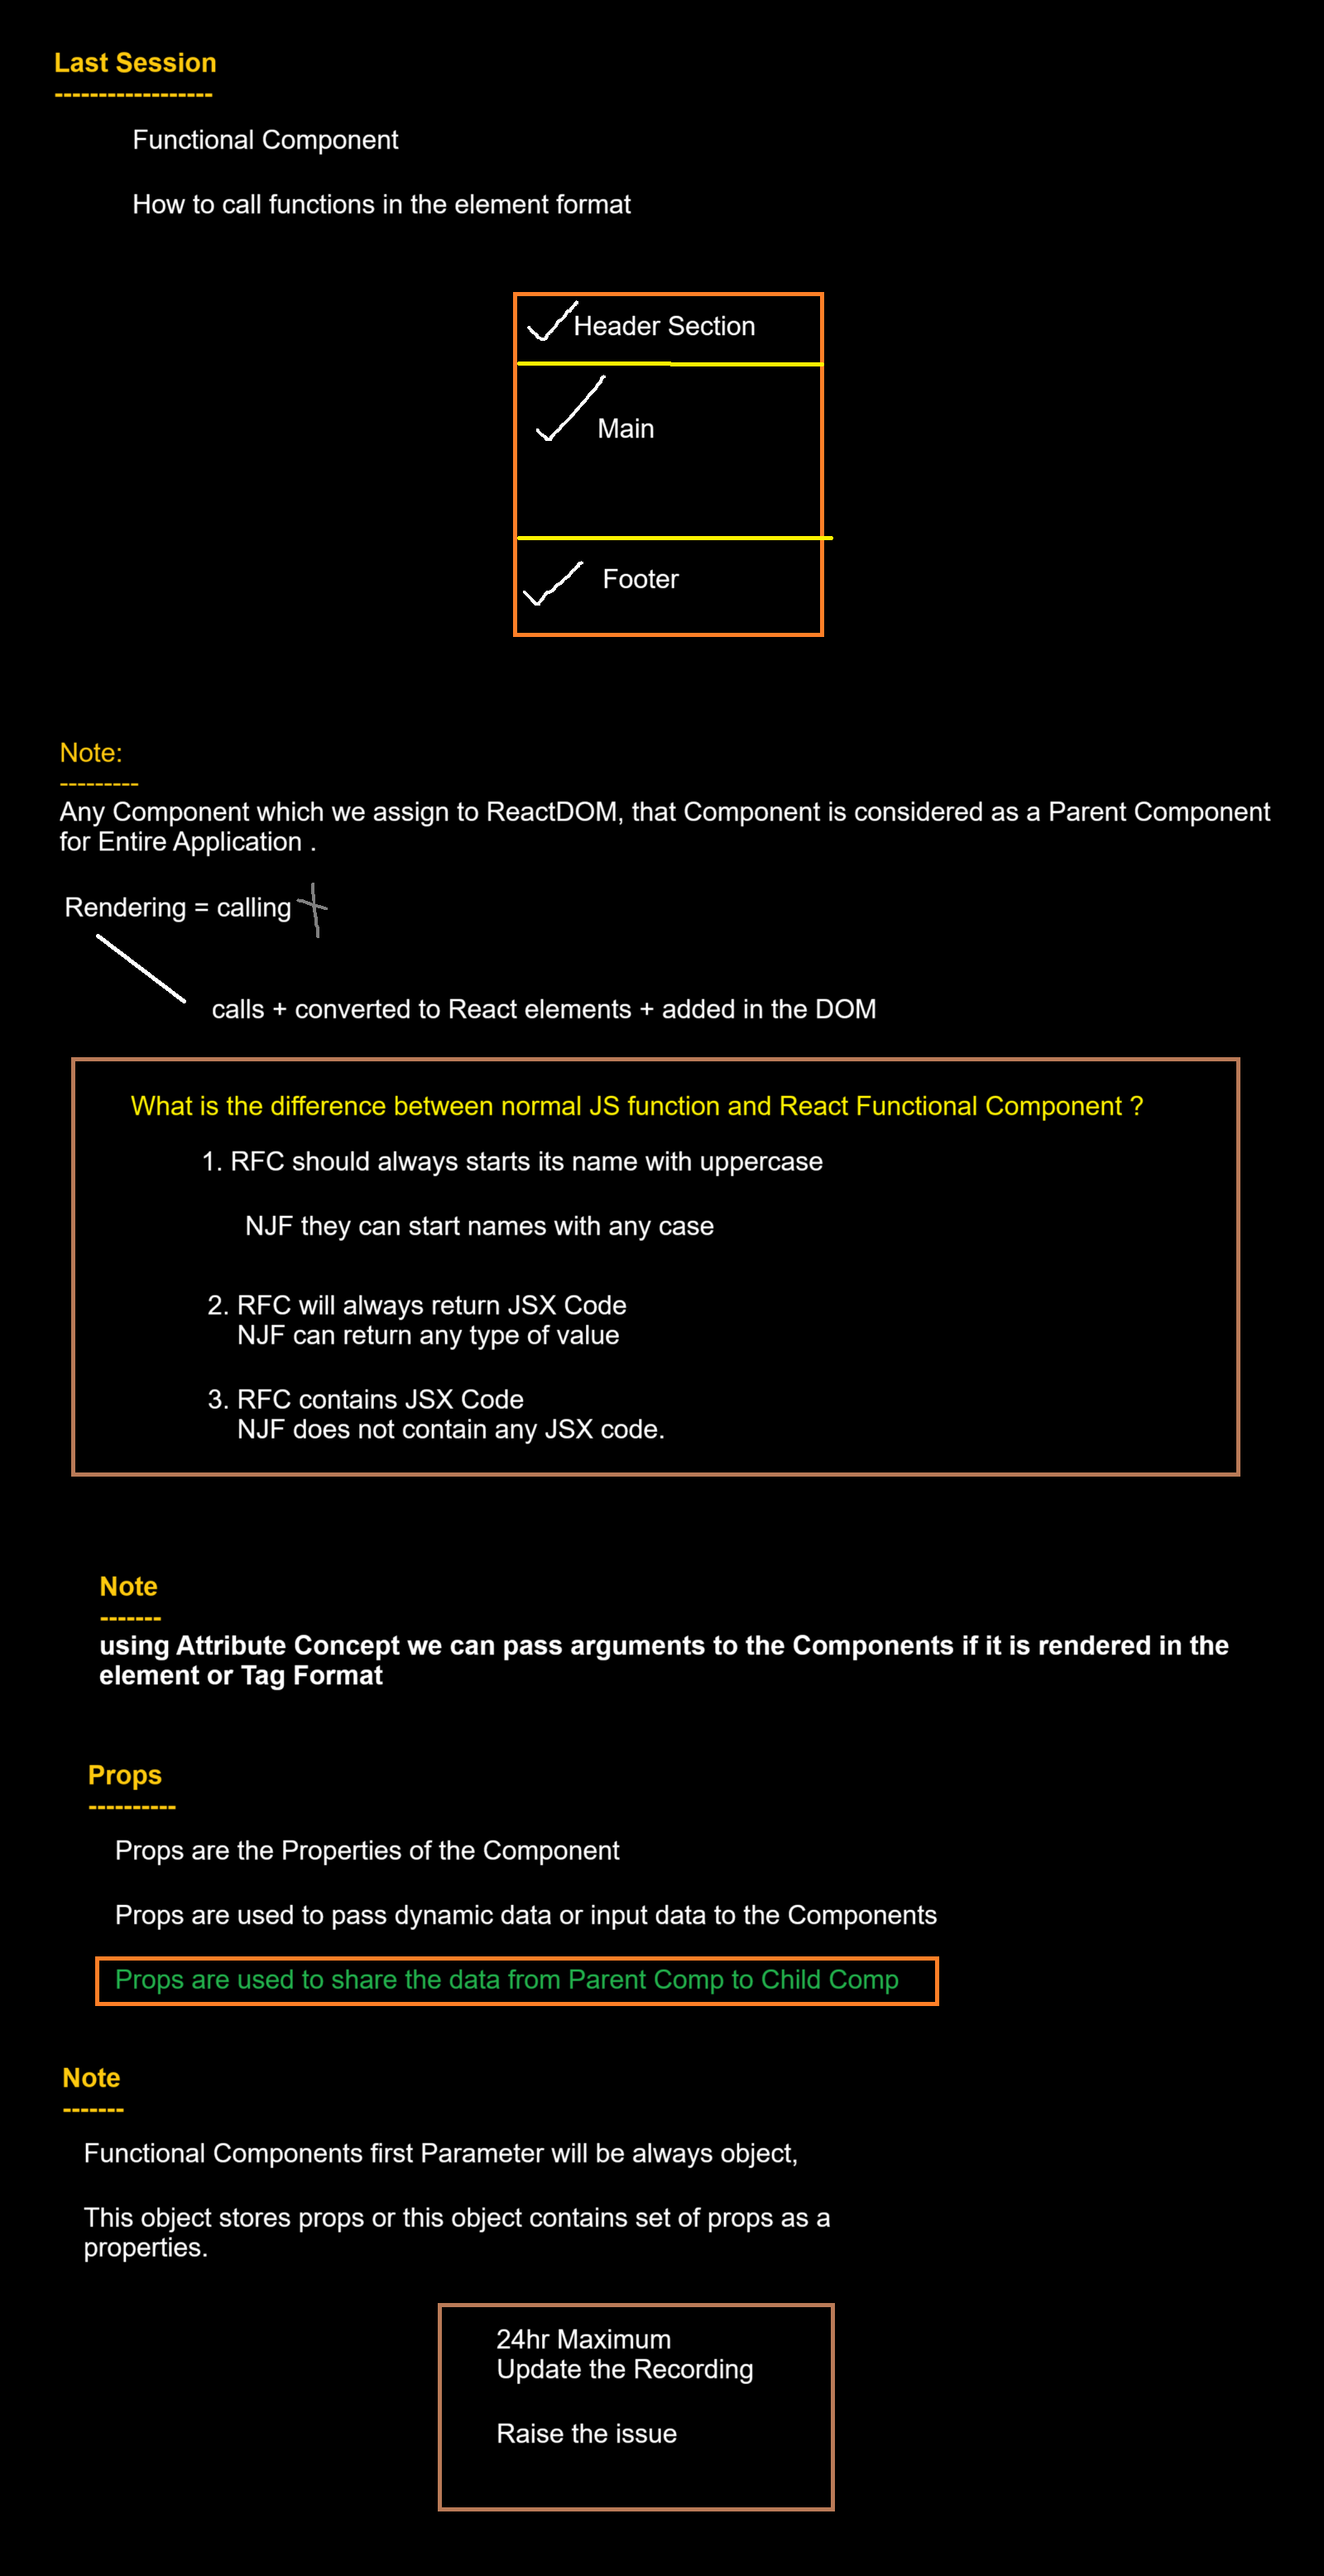 Last Session
------------------
Functional Component
How to call functions in the element format
Header Section
Main
Footer
Note:
---------
Any Component which we assign to ReactDOM, that Component is considered as a Parent Component
for Entire Application .
Rendering = calling
calls + converted to React elements + added in the DOM
What is the difference between normal JS function and React Functional Component ?
1. RFC should always starts its name with uppercase
NJF they can start names with any case
2. RFC will always return JSX Code
NJF can return any type of value
3. RFC contains JSX Code
NJF does not contain any JSX code.
Note
-------
using Attribute Concept we can pass arguments to the Components if it is rendered in the
element or Tag Format
Props
----------
Props are the Properties of the Component
Props are used to pass dynamic data or input data to the Components
Props are used to share the data from Parent Comp to Child Comp
Note
-------
Functional Components first Parameter will be always object,
This object stores props or this object contains set of props as a
properties.
24hr Maximum
Update the Recording
Raise the issue